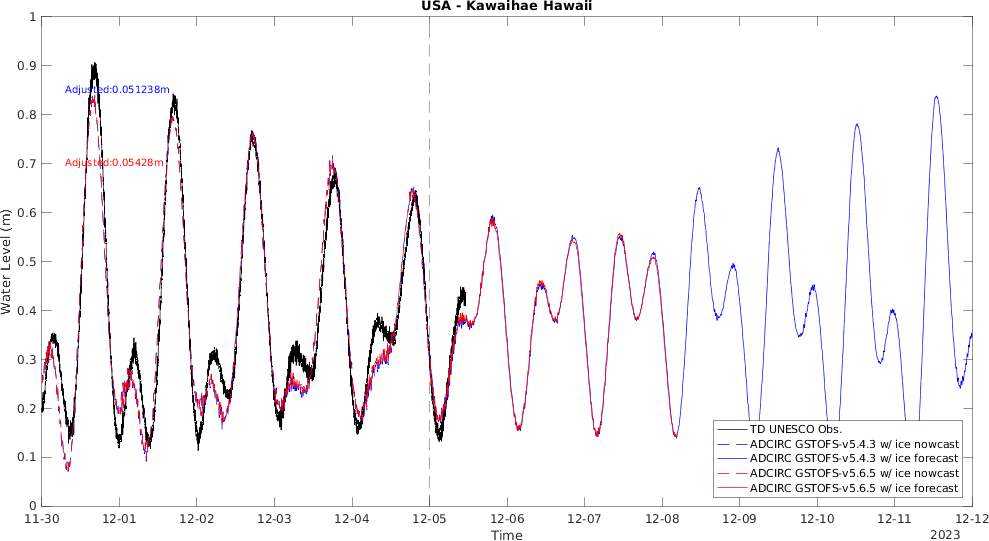 USA - Kawaihae Hawaii
1
0.9
0.8
0.7
0.6
0.5
0.4
0.3
0.2
0.1
0
Water Level (m)
Adjusted:0.051238m
Adjusted:0.05428m
TD UNESCO Obs.
ADCIRC GSTOFS-v5.4.3 w/ ice nowcast
ADCIRC GSTOFS-v5.4.3 w/ ice forecast
ADCIRC GSTOFS-v5.6.5 w/ ice nowcast
ADCIRC GSTOFS-v5.6.5 w/ ice forecast
11-30 12-01 12-02 12-03 12-04 12-05 12-06 12-07 12-08 12-09 12-10 12-11 12-12
Time
2023